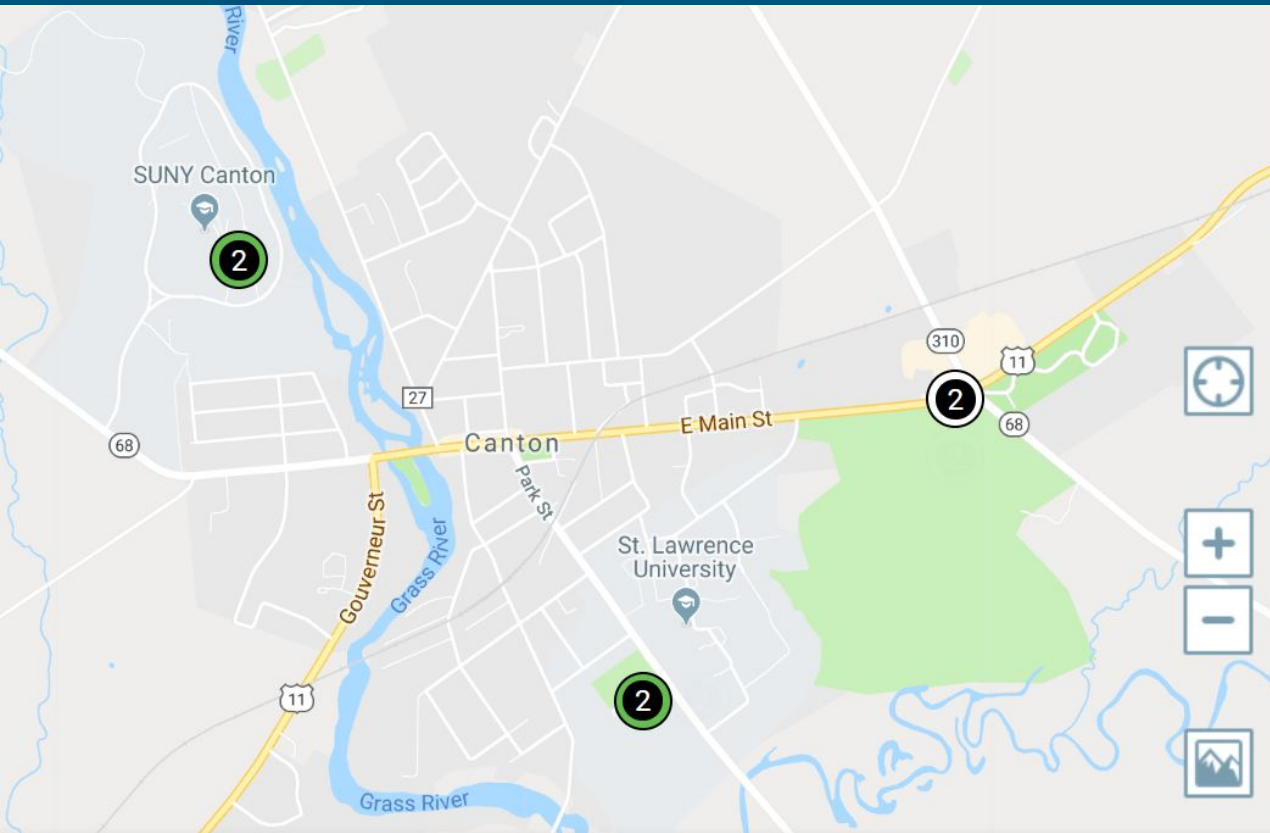 River
SUNY Canton
2
310
11
27
2
68
E Main St
68
Canton
Park St
Gouverneur St
Grass River
St. Lawrence
University
11
2
Grass River